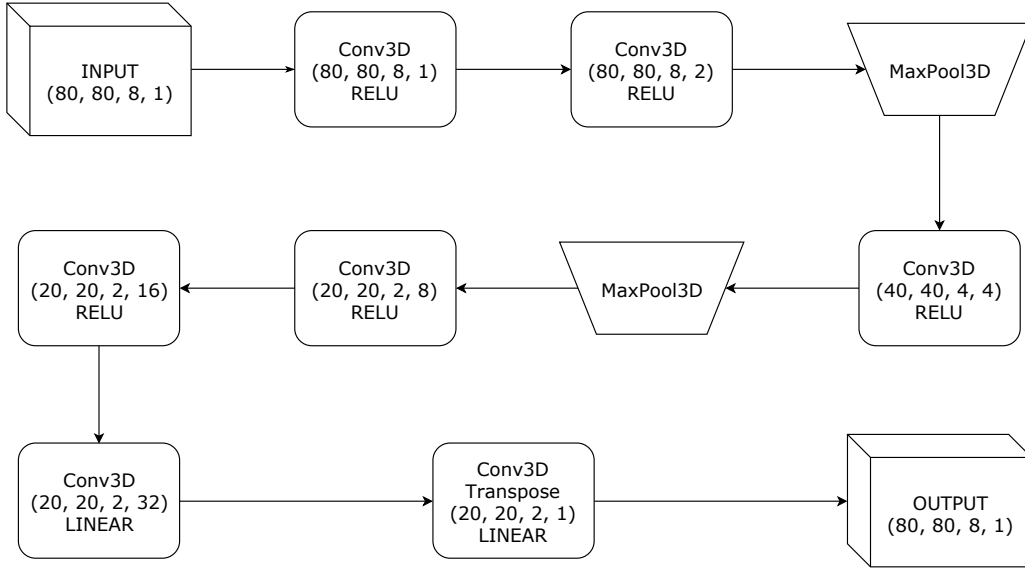 INPUT
(80, 80, 8, 1)
Conv3D
(80, 80, 8, 1)
RELU
Conv3D
(80, 80, 8, 2)
RELU
MaxPool3D
Conv3D
(40, 40, 4, 4)
RELU
MaxPool3D
Conv3D
(20, 20, 2, 8)
RELU
Conv3D
(20, 20, 2, 16)
RELU
Conv3D
(20, 20, 2, 32)
LINEAR
Conv3D
Transpose
(20, 20, 2, 1)
LINEAR
OUTPUT
(80, 80, 8, 1)